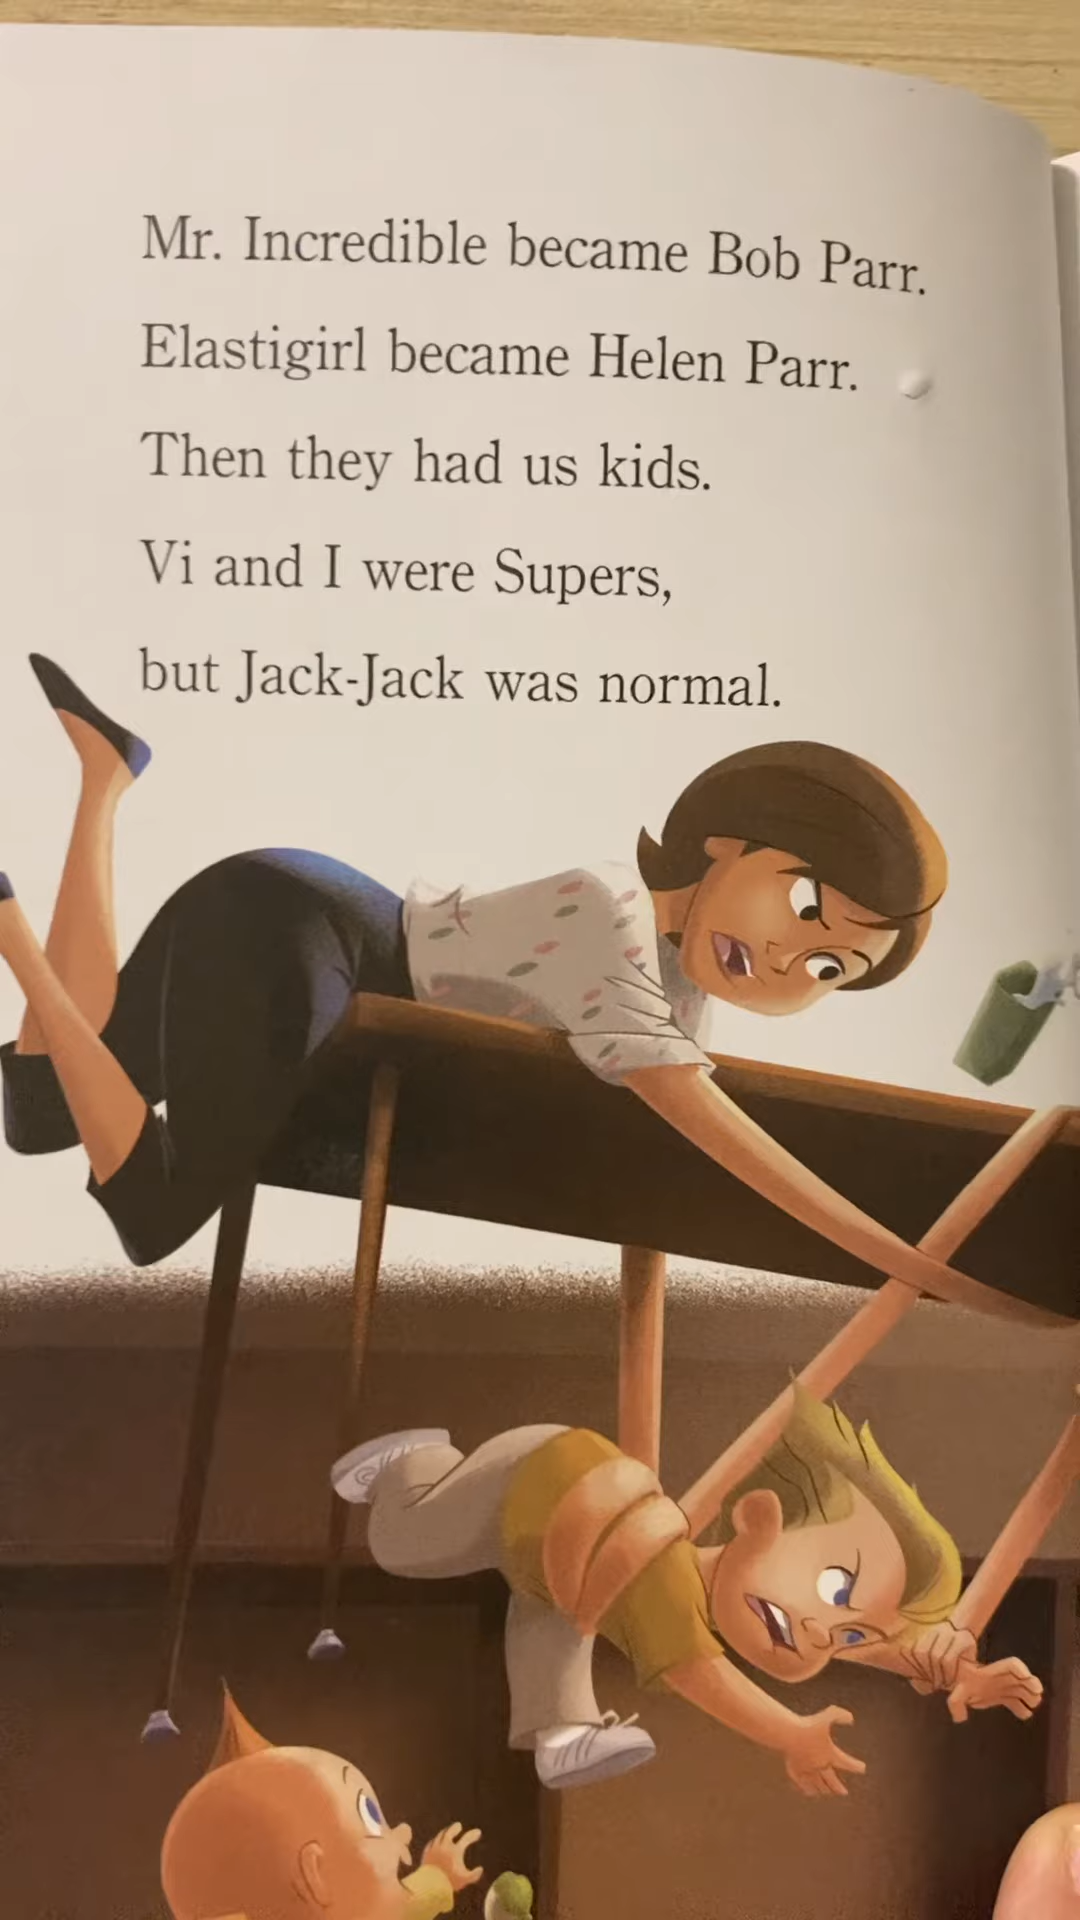 Mr. Incredible became Bob Parr.
Elastigirl became Helen Parr.
Then they had us kids.
Vi and I were Supers,
but Jack-Jack was normal.